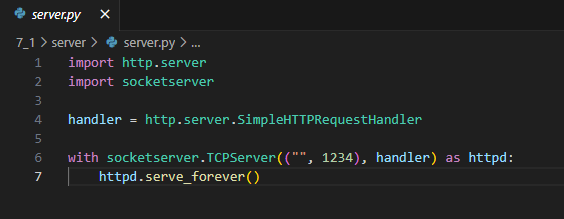 server.py ×
7_1 > server > server.py > ...
1 import http.server
2 import socketserver
3
4 handler = http.server.SimpleHTTPRequestHandler
5
6 with socketserver.TCPServer(("", 1234), handler) as httpd:
7     httpd.serve_forever()